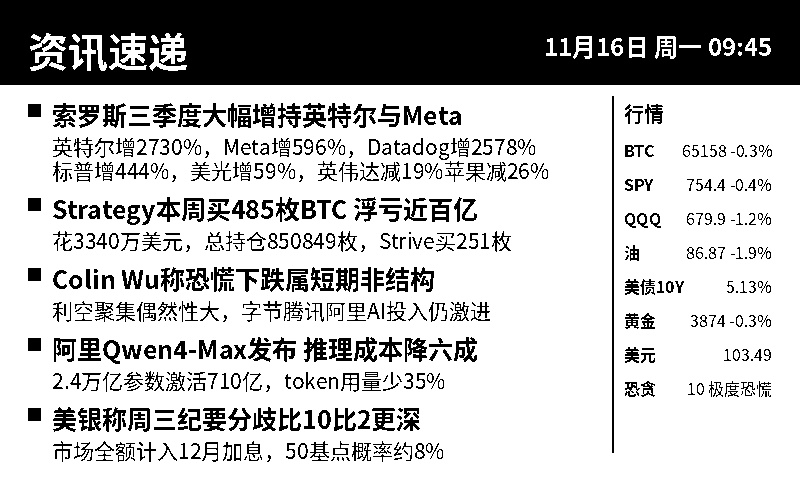 资讯速递
11月16日 周一 09:45
索罗斯三季度大幅增持英特尔与Meta
英特尔增2730%，Meta增596%，Datadog增2578%
标普增444%，美光增59%，英伟达减19%苹果减26%
Strategy本周买485枚BTC 浮亏近百亿
花3340万美元，总持仓850849枚，Strive买251枚
Colin Wu称恐慌下跌属短期非结构
利空聚集偶然性大，字节腾讯阿里AI投入仍激进
阿里Qwen4-Max发布 推理成本降六成
2.4万亿参数激活710亿，token用量少35%
美银称周三纪要分歧比10比2更深
市场全额计入12月加息，50基点概率约8%
行情
BTC 65158 -0.3%
SPY 754.4 -0.4%
QQQ 679.9 -1.2%
油 86.87 -1.9%
美债10Y 5.13%
黄金 3874 -0.3%
美元 103.49
恐贪 10 极度恐慌